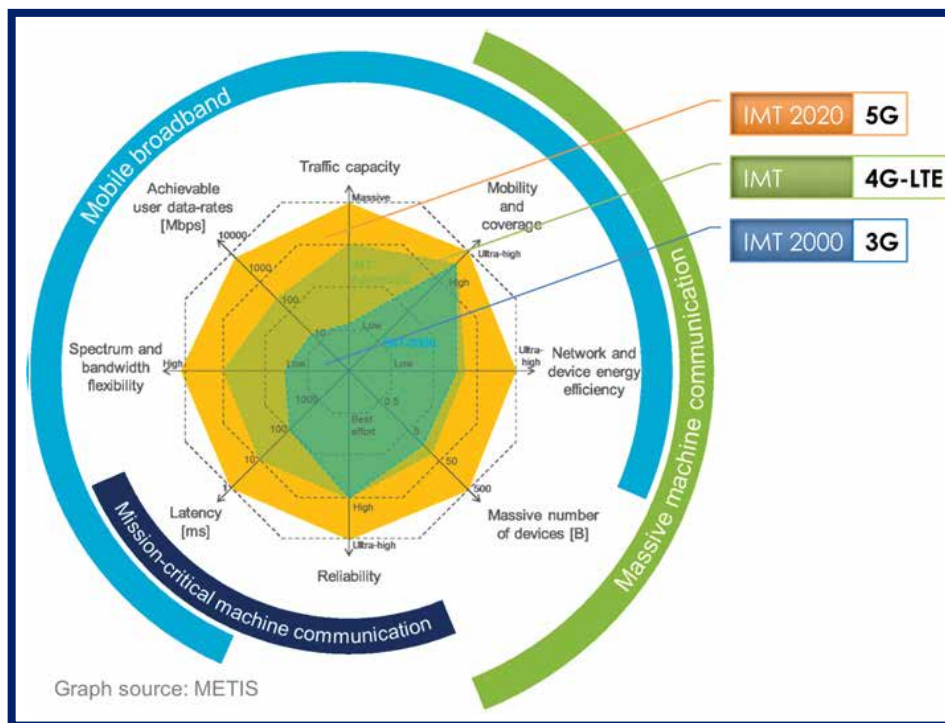 Mobile broadband
Massive machine communication
Mission-critical machine communication
IMT 2020 5G
IMT 4G-LTE
IMT 2000 3G
Traffic capacity
Massive
Mobility
and
coverage
Ultra-high
High
Low
Network and
device energy
efficiency
Ultra-
high
Low
Massive number
of devices [B]
0.5
5
50
500
Reliability
Best
effort
High
Ultra-high
Latency
[ms]
1000
100
10
1
Spectrum and
bandwidth
flexibility
High
Low
Achievable
user data-rates
[Mbps]
10000
1000
100
10
IMT-2000
Graph source: METIS